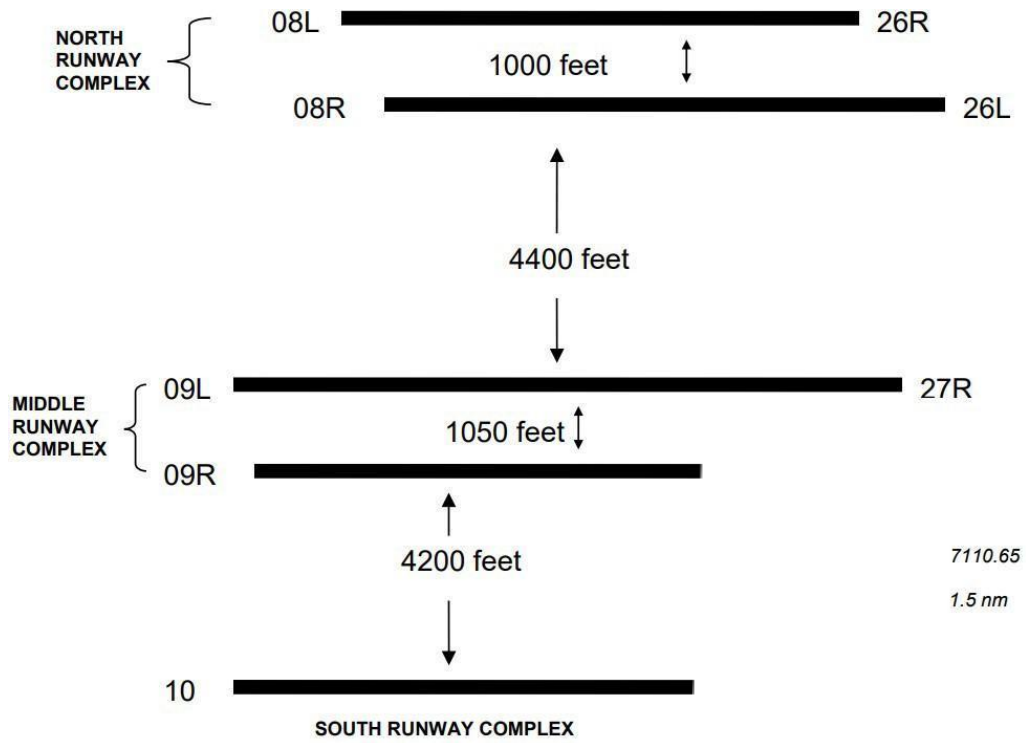 08L
26R
NORTH
RUNWAY
COMPLEX
1000 feet
08R
26L
4400 feet
09L
27R
MIDDLE
RUNWAY
COMPLEX
1050 feet
09R
4200 feet
7110.65
1.5 nm
10
SOUTH RUNWAY COMPLEX